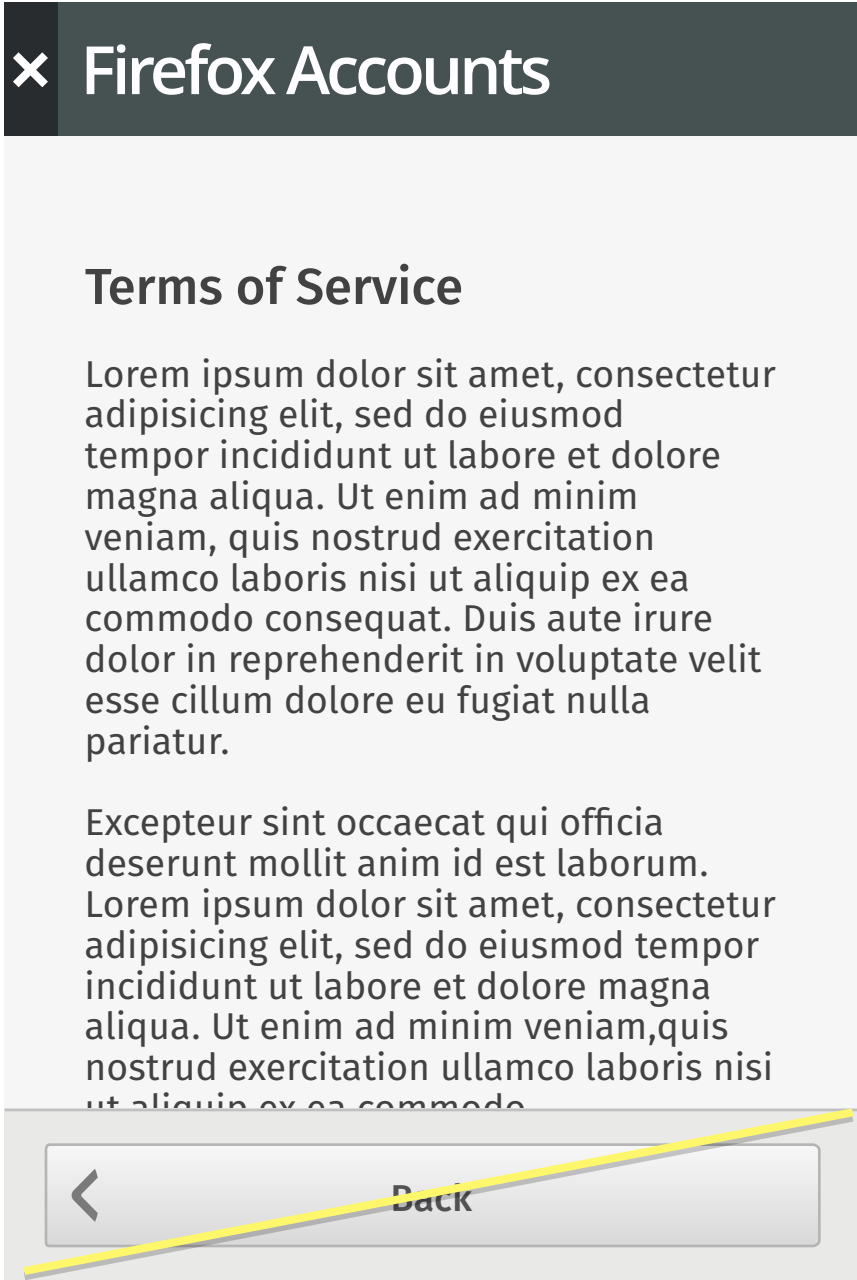 Firefox Accounts
Terms of Service
Lorem ipsum dolor sit amet, consectetur
adipisicing elit, sed do eiusmod
tempor incididunt ut labore et dolore
magna aliqua. Ut enim ad minim
veniam, quis nostrud exercitation
ullamco laboris nisi ut aliquip ex ea
commodo consequat. Duis aute irure
dolor in reprehenderit in voluptate velit
esse cillum dolore eu fugiat nulla
pariatur.
Excepteur sint occaecat qui officia
deserunt mollit anim id est laborum.
Lorem ipsum dolor sit amet, consectetur
adipisicing elit, sed do eiusmod tempor
incididunt ut labore et dolore magna
aliqua. Ut enim ad minim veniam,quis
nostrud exercitation ullamco laboris nisi
ut aliquip ex ea commodo
Back